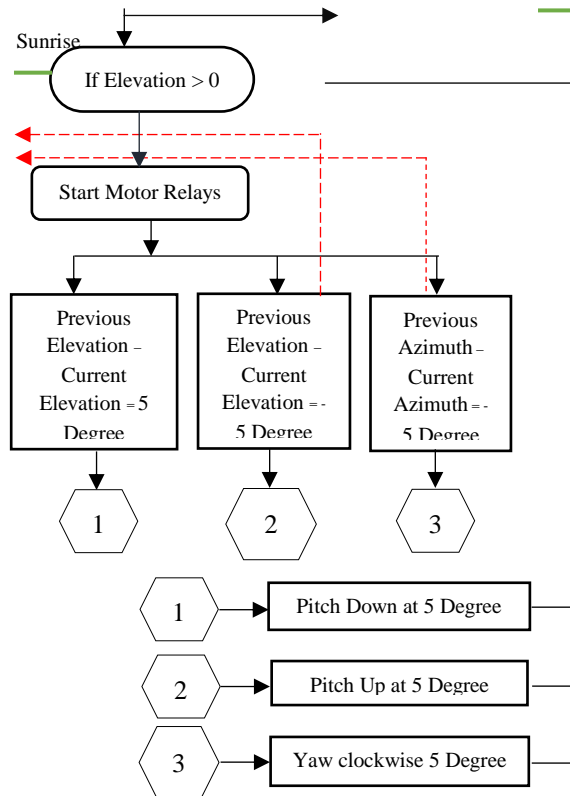 Sunrise
If Elevation > 0
Start Motor Relays
Previous
Elevation –
Current
Elevation = 5
Degree
Previous
Elevation –
Current
Elevation = -
5 Degree
Previous
Azimuth –
Current
Azimuth = -
5 Degree
1
2
3
1
Pitch Down at 5 Degree
2
Pitch Up at 5 Degree
3
Yaw clockwise 5 Degree